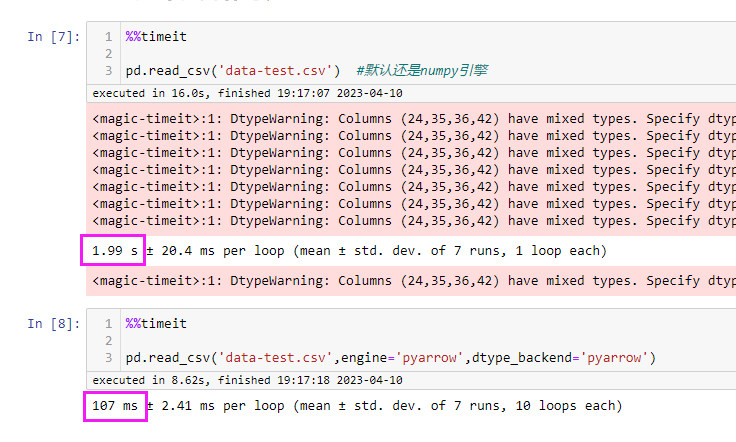 In [7]:
1 %%timeit
2
3 pd.read_csv('data-test.csv') #默认还是numpy引擎
executed in 16.0s, finished 19:17:07 2023-04-10
<magic-timeit>:1: DtypeWarning: Columns (24,35,36,42) have mixed types. Specify dtyp
<magic-timeit>:1: DtypeWarning: Columns (24,35,36,42) have mixed types. Specify dtyp
<magic-timeit>:1: DtypeWarning: Columns (24,35,36,42) have mixed types. Specify dtyp
<magic-timeit>:1: DtypeWarning: Columns (24,35,36,42) have mixed types. Specify dtyp
<magic-timeit>:1: DtypeWarning: Columns (24,35,36,42) have mixed types. Specify dtyp
<magic-timeit>:1: DtypeWarning: Columns (24,35,36,42) have mixed types. Specify dtyp
<magic-timeit>:1: DtypeWarning: Columns (24,35,36,42) have mixed types. Specify dtyp
1.99 s ± 20.4 ms per loop (mean ± std. dev. of 7 runs, 1 loop each)
<magic-timeit>:1: DtypeWarning: Columns (24,35,36,42) have mixed types. Specify dtyp
In [8]:
1 %%timeit
2
3 pd.read_csv('data-test.csv',engine='pyarrow',dtype_backend='pyarrow')
executed in 8.62s, finished 19:17:18 2023-04-10
107 ms ± 2.41 ms per loop (mean ± std. dev. of 7 runs, 10 loops each)